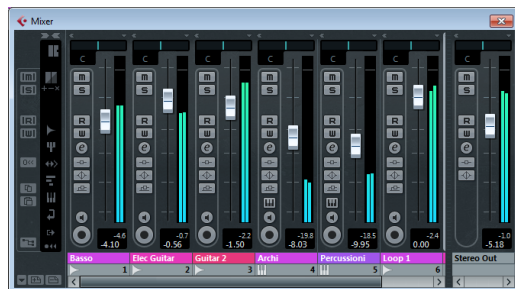 Mixer
C C C C C C C
[m] m m m m m m m
[S] S S S S S S S
[R] R R R R R R
[W] W W W W W W W
e e e e e e e
-4.6 -0.7 -2.2 -19.8 -18.5 -2.4 -1.0
-4.10 -0.56 -1.50 -8.03 -9.95 0.00 -5.18
Basso Elec Guitar Guitar 2 Archi Percussioni Loop 1 Stereo Out
1 2 3 4 5 6